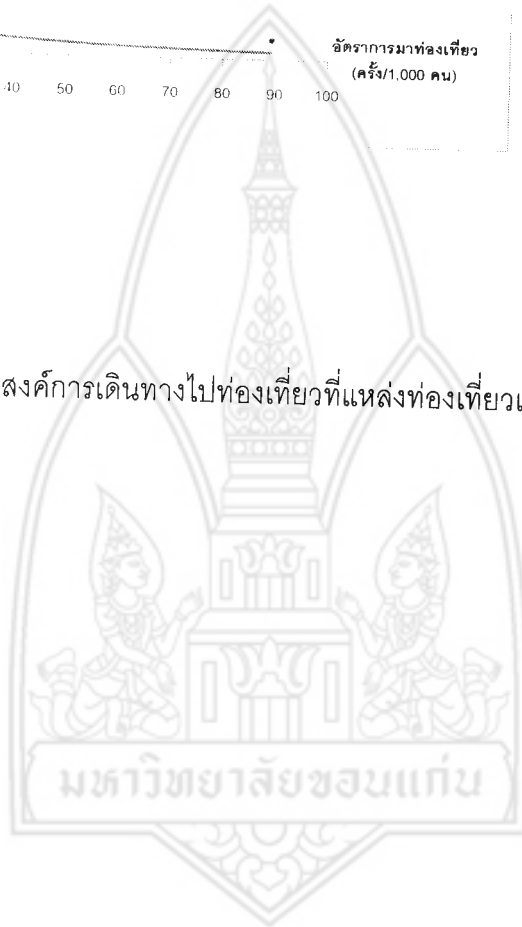 อัตราการมาท่องเที่ยว
(ครั้ง/1,000 คน)
40 50 60 70 80 90 100
สงค์การเดินทางไปท่องเที่ยวที่แหล่งท่องเที่ยวเ
มหาวิทยาลัยขอนแก่น